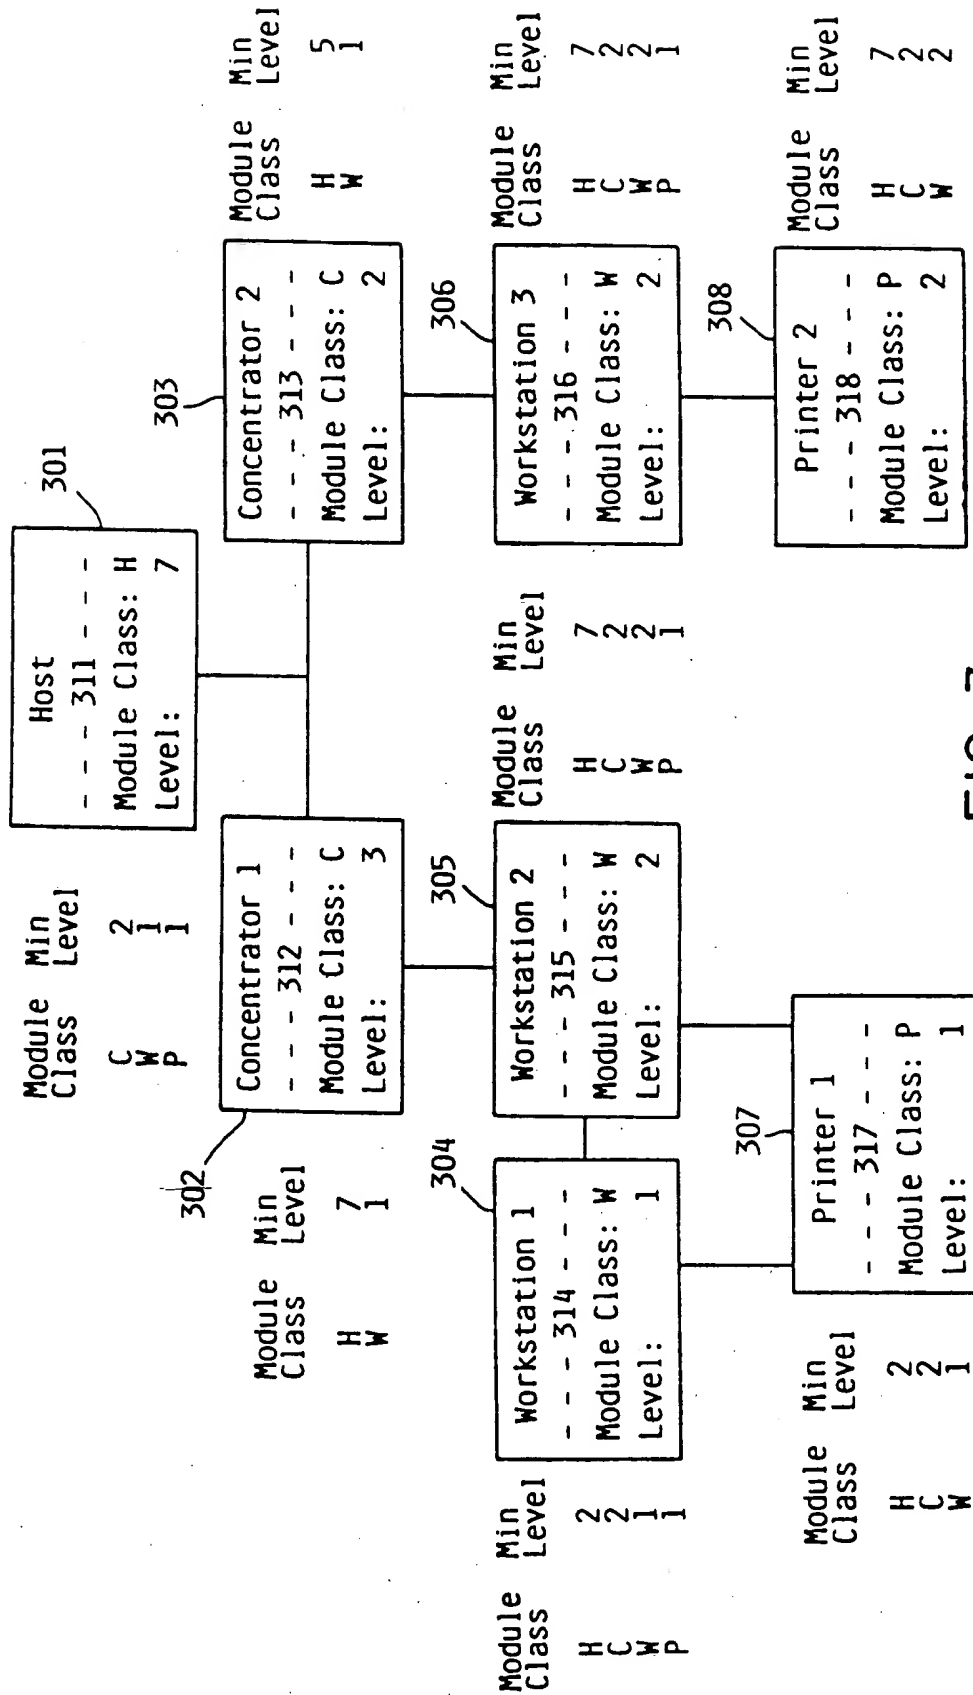 Module Min
Class Level
C 2
W 1
P 1
Host
- - - 311 - - - -
Module Class: H
Level: 7
301
Module Min
Class Level
H 7
W 1
302
Concentrator 1
- - - 312 - - - -
Module Class: C
Level: 3
303
Concentrator 2
- - - 313 - - - -
Module Class: C
Level: 2
Module Min
Class Level
H 5
W 1
Module Min
Class Level
H 2
C 2
W 1
P 1
304
Workstation 1
- - - 314 - - - -
Module Class: W
Level: 1
305
Workstation 2
- - - 315 - - - -
Module Class: W
Level: 2
Module Min
Class Level
H 7
C 2
W 2
P 1
306
Workstation 3
- - - 316 - - - -
Module Class: W
Level: 2
Module Min
Class Level
H 7
C 2
W 2
P 1
Module Min
Class Level
H 2
C 2
W 1
307
Printer 1
- - - 317 - - - -
Module Class: P
Level: 1
308
Printer 2
- - - 318 - - - -
Module Class: P
Level: 2
Module Min
Class Level
H 7
C 2
W 2